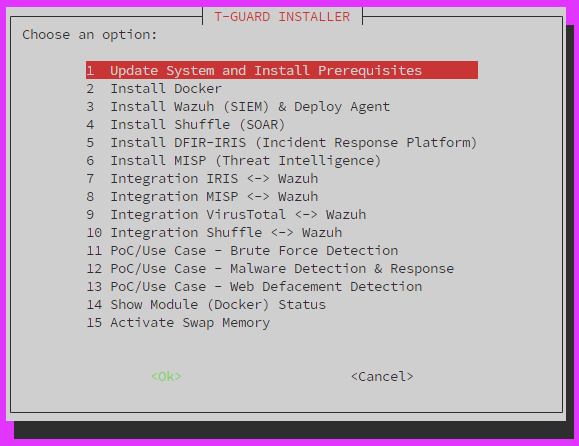 T-GUARD INSTALLER
Choose an option:
1 Update System and Install Prerequisites
2 Install Docker
3 Install Wazuh (SIEM) & Deploy Agent
4 Install Shuffle (SOAR)
5 Install DFIR-IRIS (Incident Response Platform)
6 Install MISP (Threat Intelligence)
7 Integration IRIS <-> Wazuh
8 Integration MISP <-> Wazuh
9 Integration VirusTotal <-> Wazuh
10 Integration Shuffle <-> Wazuh
11 PoC/Use Case - Brute Force Detection
12 PoC/Use Case - Malware Detection & Response
13 PoC/Use Case - Web Defacement Detection
14 Show Module (Docker) Status
15 Activate Swap Memory
<Ok> <Cancel>